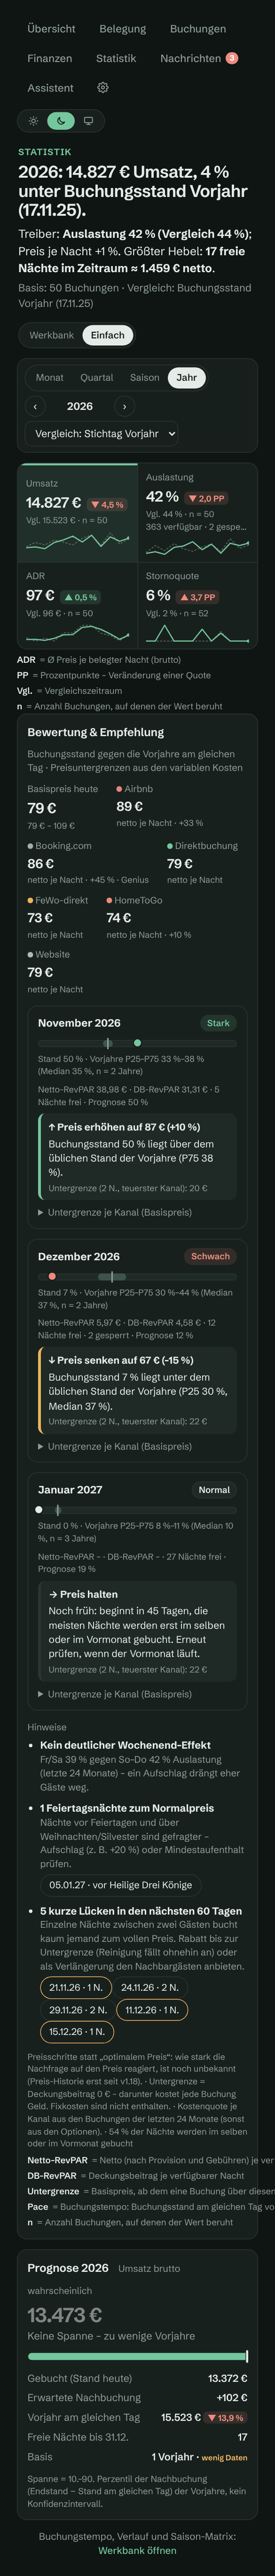 Übersicht Belegung Buchungen
Finanzen Statistik Nachrichten 3
Assistent
STATISTIK
2026: 14.827 € Umsatz, 4 %
unter Buchungsstand Vorjahr
(17.11.25).
Treiber: Auslastung 42 % (Vergleich 44 %);
Preis je Nacht +1 %. Größter Hebel: 17 freie
Nächte im Zeitraum ≈ 1.459 € netto.
Basis: 50 Buchungen · Vergleich: Buchungsstand
Vorjahr (17.11.25)
Werkbank Einfach
Monat Quartal Saison Jahr
‹ 2026 ›
Vergleich: Stichtag Vorjahr
Umsatz
14.827 € ▼ 4,5 %
Vgl. 15.523 € · n = 50
Auslastung
42 % ▼ 2,0 PP
Vgl. 44 % · n = 50
363 verfügbar · 2 gespe…
ADR
97 € ▲ 0,5 %
Vgl. 96 € · n = 50
Stornoquote
6 % ▲ 3,7 PP
Vgl. 2 % · n = 52
ADR = Ø Preis je belegter Nacht (brutto)
PP = Prozentpunkte – Veränderung einer Quote
Vgl. = Vergleichszeitraum
n = Anzahl Buchungen, auf denen der Wert beruht
Bewertung & Empfehlung
Buchungsstand gegen die Vorjahre am gleichen
Tag · Preisuntergrenzen aus den variablen Kosten
Basispreis heute
79 €
79 € – 109 €
Airbnb
89 €
netto je Nacht · +33 %
Booking.com
86 €
netto je Nacht · +45 % · Genius
Direktbuchung
79 €
netto je Nacht
FeWo-direkt
73 €
netto je Nacht
HomeToGo
74 €
netto je Nacht · +10 %
Website
79 €
netto je Nacht
November 2026 Stark
Stand 50 % · Vorjahre P25–P75 33 %–38 %
(Median 35 %, n = 2 Jahre)
Netto-RevPAR 38,98 € · DB-RevPAR 31,31 € · 5
Nächte frei · Prognose 50 %
↑ Preis erhöhen auf 87 € (+10 %)
Buchungsstand 50 % liegt über dem
üblichen Stand der Vorjahre (P75 38
%).
Untergrenze (2 N., teuerster Kanal): 20 €
▶ Untergrenze je Kanal (Basispreis)
Dezember 2026 Schwach
Stand 7 % · Vorjahre P25–P75 30 %–44 % (Median
37 %, n = 2 Jahre)
Netto-RevPAR 5,97 € · DB-RevPAR 4,58 € · 12
Nächte frei · 2 gesperrt · Prognose 12 %
↓ Preis senken auf 67 € (-15 %)
Buchungsstand 7 % liegt unter dem
üblichen Stand der Vorjahre (P25 30 %,
Median 37 %).
Untergrenze (2 N., teuerster Kanal): 22 €
▶ Untergrenze je Kanal (Basispreis)
Januar 2027 Normal
Stand 0 % · Vorjahre P25–P75 8 %–11 % (Median 10
%, n = 3 Jahre)
Netto-RevPAR – · DB-RevPAR – · 27 Nächte frei ·
Prognose 19 %
→ Preis halten
Noch früh: beginnt in 45 Tagen, die
meisten Nächte werden erst im selben
oder im Vormonat gebucht. Erneut
prüfen, wenn der Vormonat läuft.
Untergrenze (2 N., teuerster Kanal): 22 €
▶ Untergrenze je Kanal (Basispreis)
Hinweise
• Kein deutlicher Wochenend-Effekt
Fr/Sa 39 % gegen So–Do 42 % Auslastung
(letzte 24 Monate) – ein Aufschlag drängt eher
Gäste weg.
• 1 Feiertagsnächte zum Normalpreis
Nächte vor Feiertagen und über
Weihnachten/Silvester sind gefragter –
Aufschlag (z. B. +20 %) oder Mindestaufenthalt
prüfen.
05.01.27 · vor Heilige Drei Könige
• 5 kurze Lücken in den nächsten 60 Tagen
Einzelne Nächte zwischen zwei Gästen bucht
kaum jemand zum vollen Preis. Rabatt bis zur
Untergrenze (Reinigung fällt ohnehin an) oder
als Verlängerung den Nachbargästen anbieten.
21.11.26 · 1 N. 24.11.26 · 2 N.
29.11.26 · 2 N. 11.12.26 · 1 N.
15.12.26 · 1 N.
Preisschritte statt „optimalem Preis“: wie stark die
Nachfrage auf den Preis reagiert, ist noch unbekannt
(Preis-Historie erst seit v1.18). · Untergrenze =
Deckungsbeitrag 0 € – darunter kostet jede Buchung
Geld. Fixkosten sind nicht enthalten. · Kostenquote je
Kanal aus den Buchungen der letzten 24 Monate (sonst
aus den Optionen). · 54 % der Nächte werden im selben
oder im Vormonat gebucht
Netto-RevPAR = Netto (nach Provision und Gebühren) je ver
DB-RevPAR = Deckungsbeitrag je verfügbarer Nacht
Untergrenze = Basispreis, ab dem eine Buchung über diesen
Pace = Buchungstempo: Buchungsstand am gleichen Tag vo
n = Anzahl Buchungen, auf denen der Wert beruht
Prognose 2026 Umsatz brutto
wahrscheinlich
13.473 €
Keine Spanne – zu wenige Vorjahre
Gebucht (Stand heute) 13.372 €
Erwartete Nachbuchung +102 €
Vorjahr am gleichen Tag 15.523 € ▼ 13,9 %
Freie Nächte bis 31.12. 17
Basis 1 Vorjahr · wenig Daten
Spanne = 10.–90. Perzentil der Nachbuchung
(Endstand − Stand am gleichen Tag) der Vorjahre, kein
Konfidenzintervall.
Buchungstempo, Verlauf und Saison-Matrix:
Werkbank öffnen